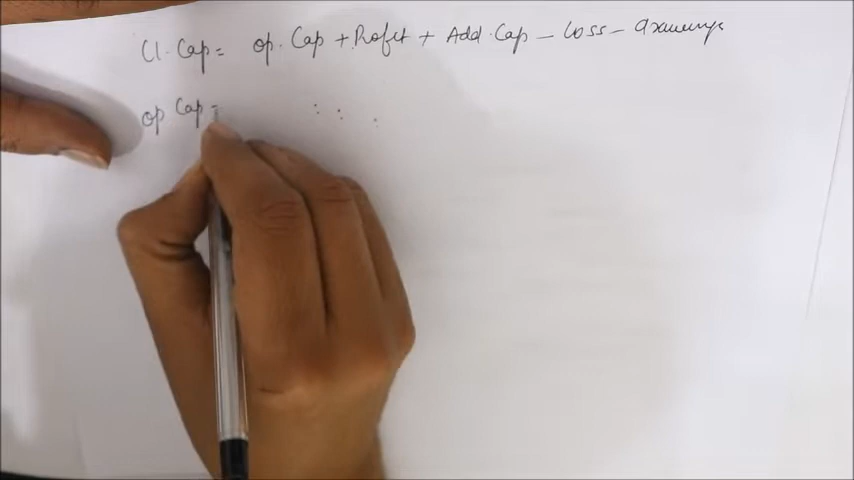 Cl. Cap = op. Cap + Profit + Add. Cap - Loss - drawings
op Cap =